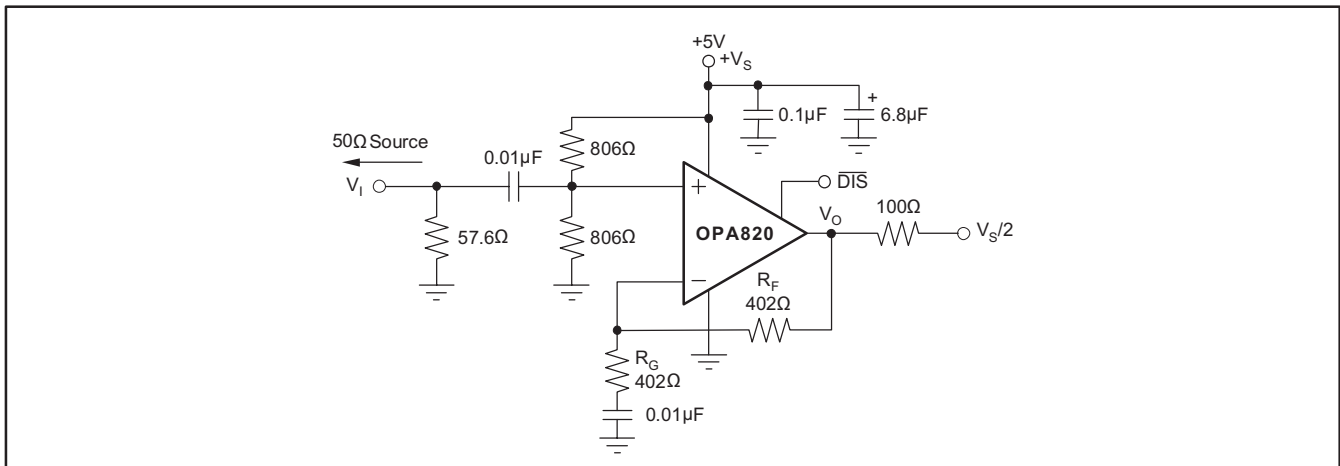 +5V
+V_S
0.1µF
+
6.8µF
50Ω Source
0.01µF
806Ω
V_I
57.6Ω
806Ω
+
−
OPA820
DIS
V_O
100Ω
V_S/2
R_F
402Ω
R_G
402Ω
0.01µF